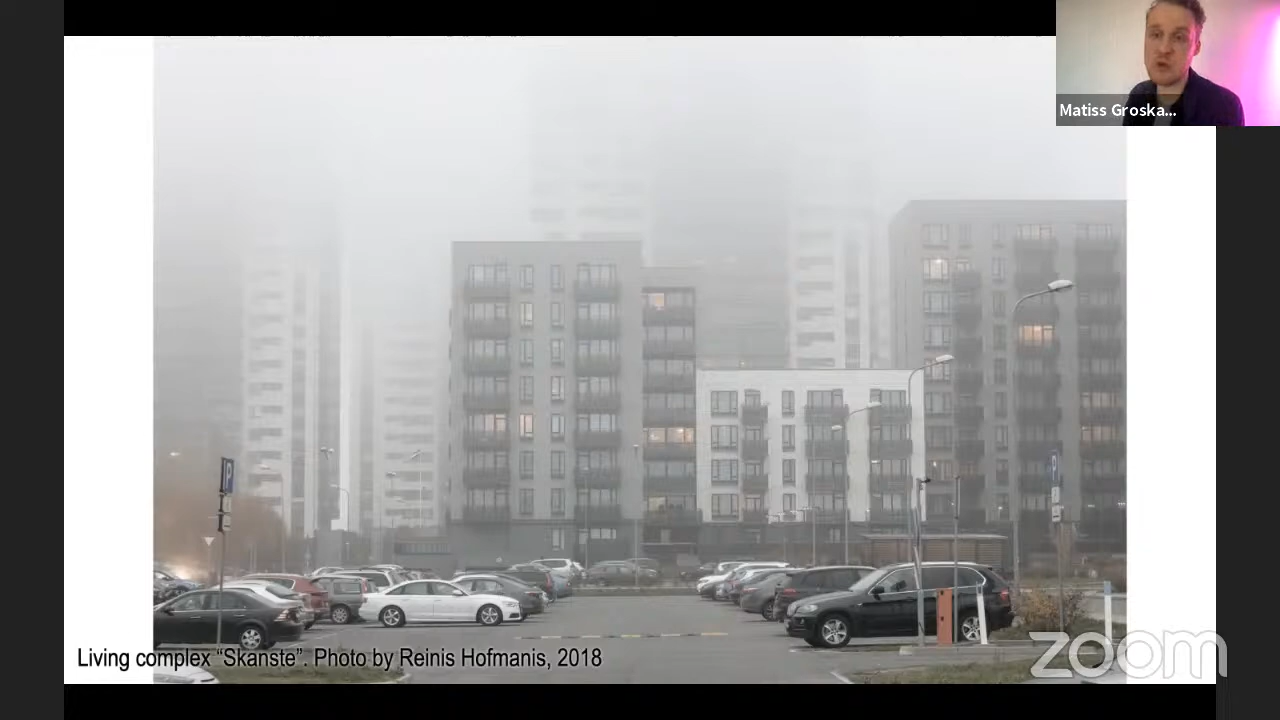 Matiss Groska...
P
P
Living complex “Skanste”. Photo by Reinis Hofmanis, 2018
zoom